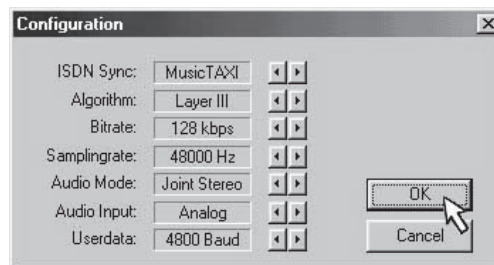 Configuration
ISDN Sync: MusicTAXI
Algorithm: Layer III
Bitrate: 128 kbps
Samplingrate: 48000 Hz
Audio Mode: Joint Stereo
Audio Input: Analog
Userdata: 4800 Baud
OK
Cancel